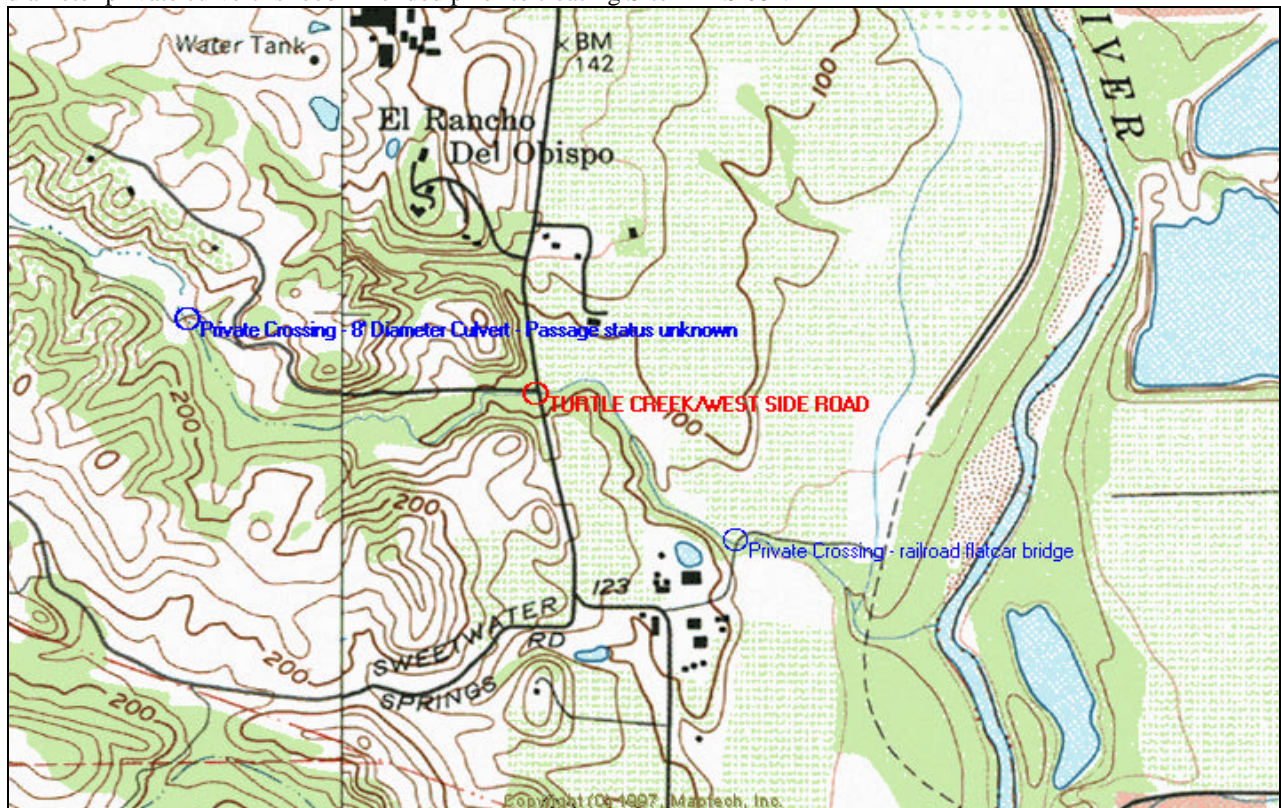 Water Tank
BM
142
IVER
100
El Rancho
Del Obispo
Private Crossing - 8' Diameter Culvert - Passage status unknown
TURTLE CREEK/WEST SIDE ROAD
200
100
200
Private Crossing - railroad flatcar bridge
123
SWEETWATER
SPRINGS RD
200
200
Copyright (C) 1997, Maptech, Inc.